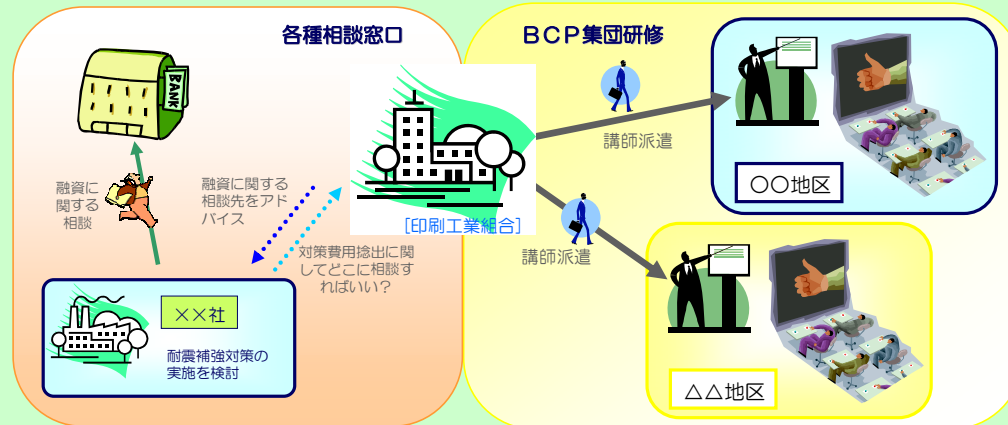 各種相談窓口
BCP集団研修
BANK
融資に
関する
相談
融資に関する
相談先をアド
バイス
[印刷工業組合]
対策費用捻出に関
してどこに相談す
ればいい？
××社
耐震補強対策の
実施を検討
講師派遣
〇〇地区
講師派遣
△△地区